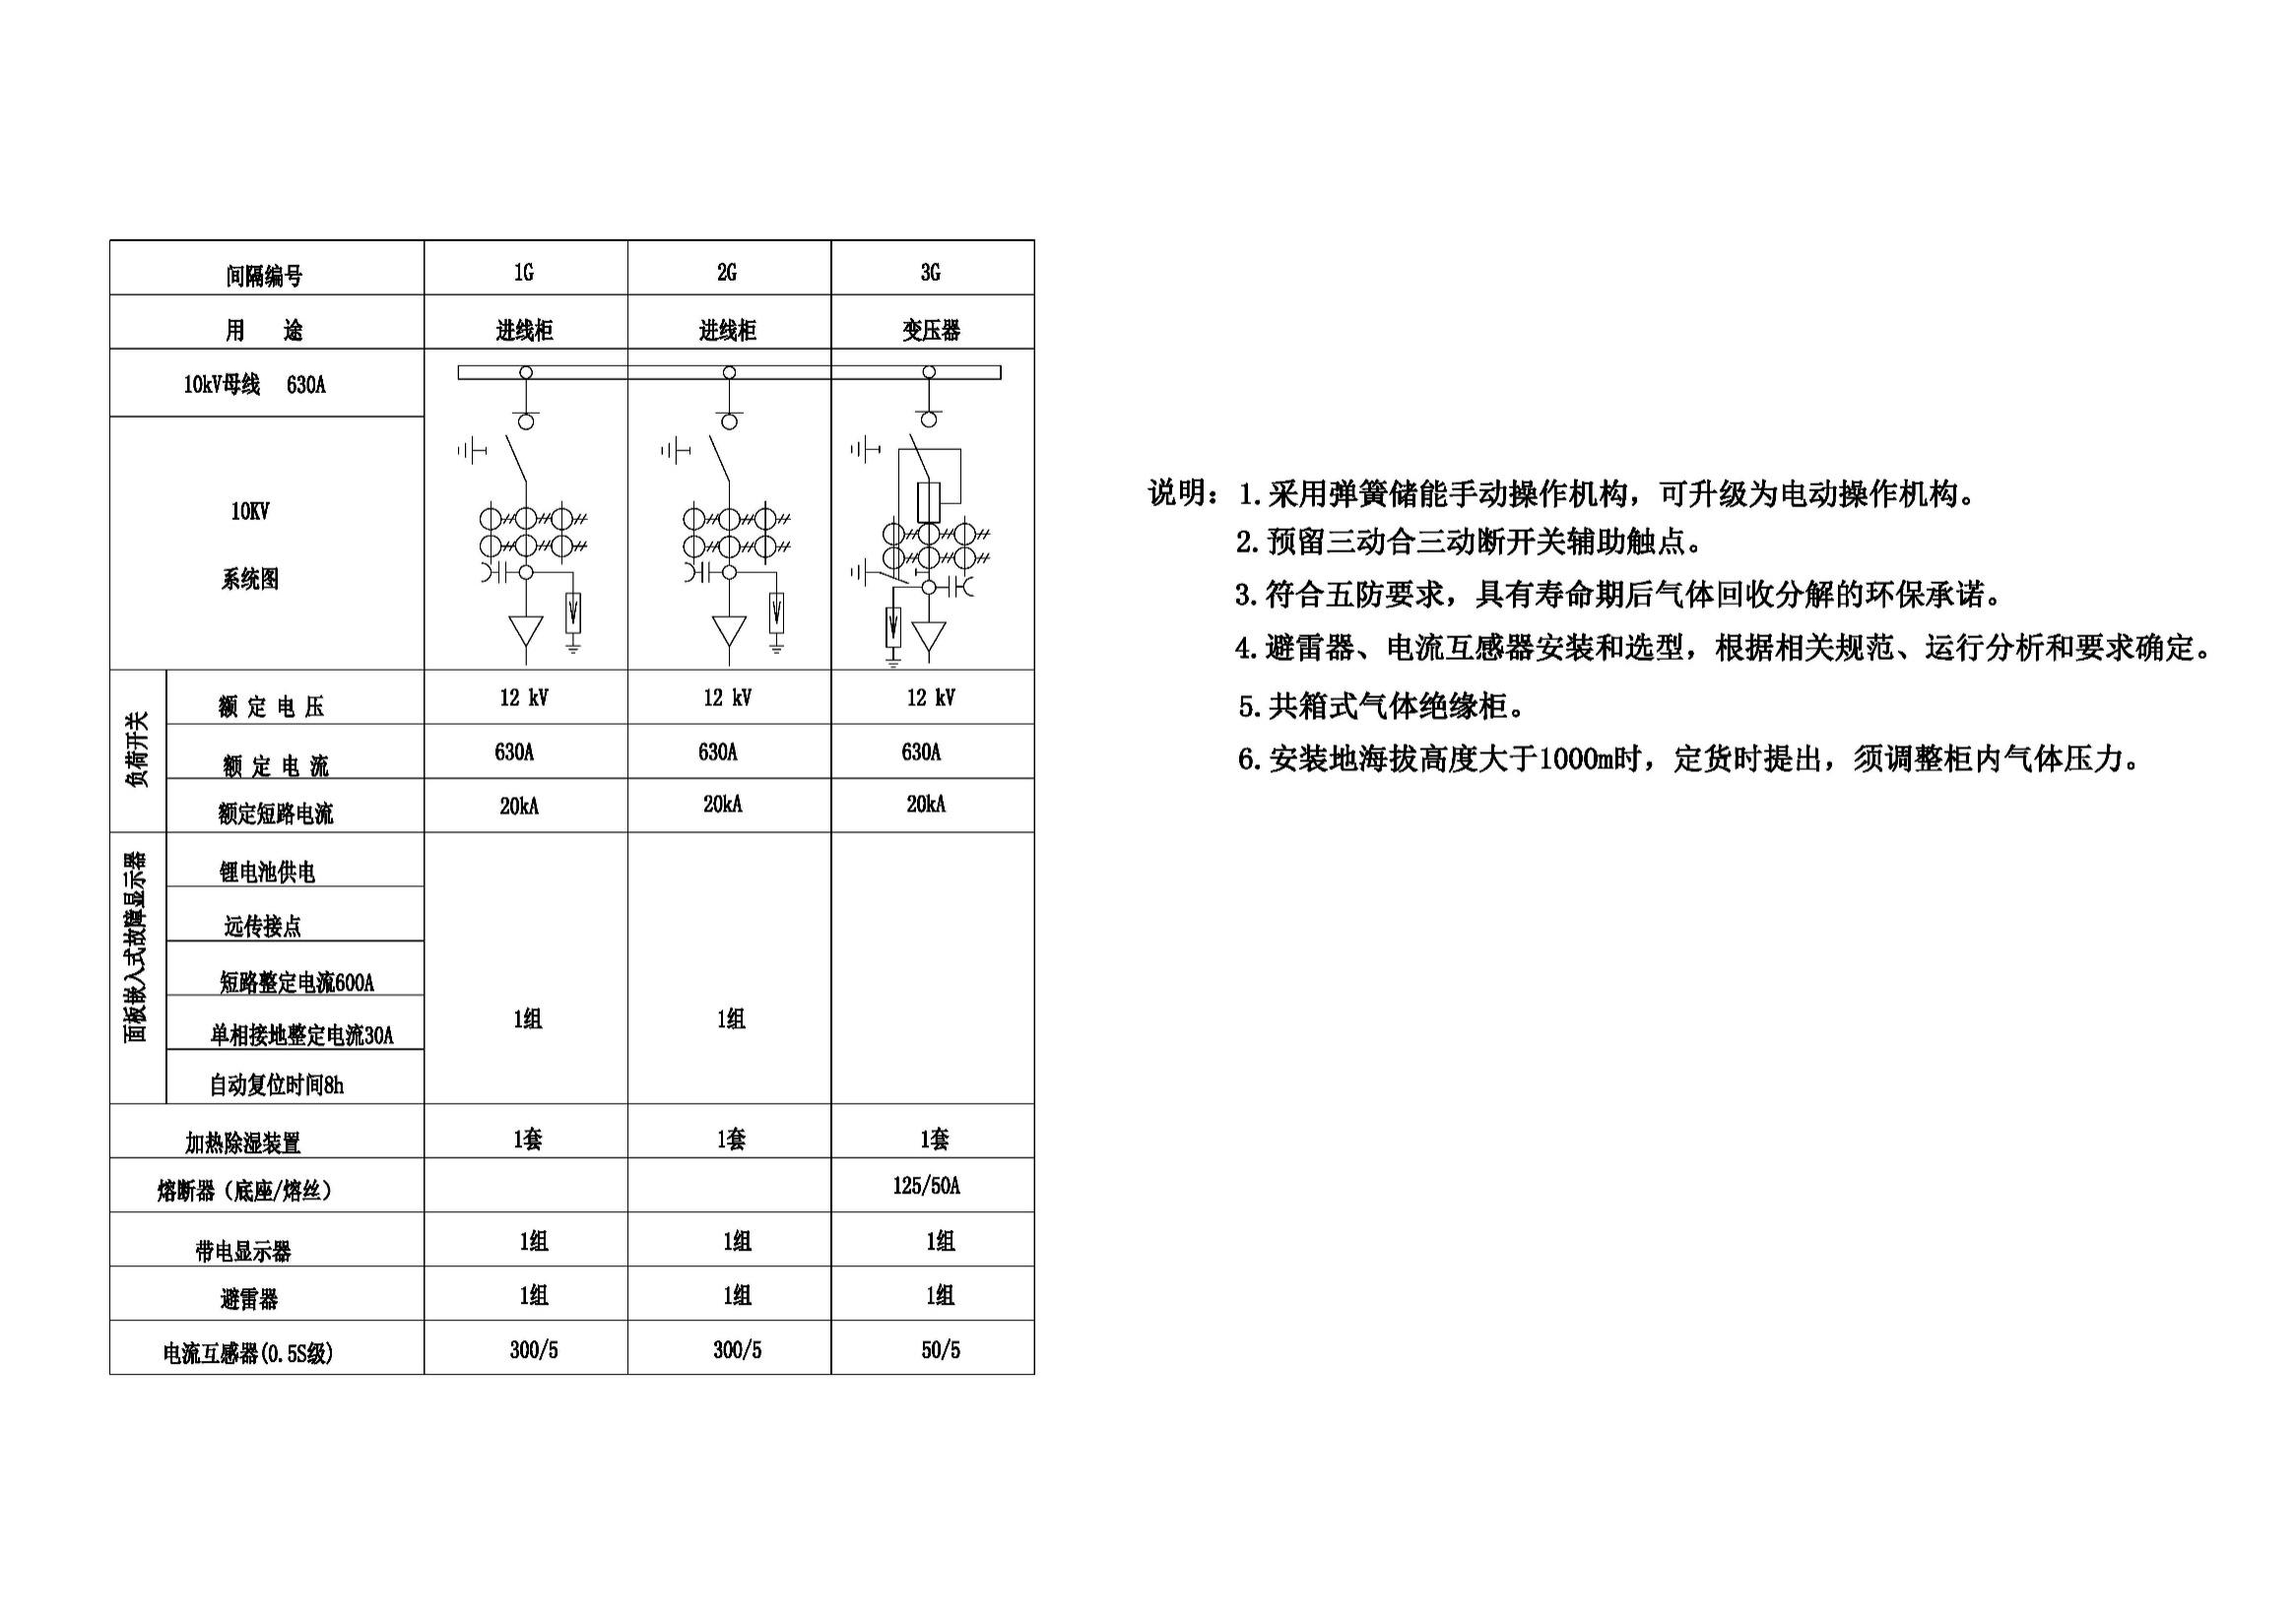 间隔编号 1G 2G 3G
用 途 进线柜 进线柜 变压器
10kV母线 630A
10KV
系统图
负荷开关
额 定 电 压 12 kV 12 kV 12 kV
额 定 电 流 630A 630A 630A
额定短路电流 20kA 20kA 20kA
面板嵌入式故障显示器
锂电池供电
远传接点
短路整定电流600A
单相接地整定电流30A 1组 1组
自动复位时间8h
加热除湿装置 1套 1套 1套
熔断器（底座/熔丝） 125/50A
带电显示器 1组 1组 1组
避雷器 1组 1组 1组
电流互感器(0.5S级) 300/5 300/5 50/5
说明：1.采用弹簧储能手动操作机构，可升级为电动操作机构。
2.预留三动合三动断开关辅助触点。
3.符合五防要求，具有寿命期后气体回收分解的环保承诺。
4.避雷器、电流互感器安装和选型，根据相关规范、运行分析和要求确定。
5.共箱式气体绝缘柜。
6.安装地海拔高度大于1000m时，定货时提出，须调整柜内气体压力。